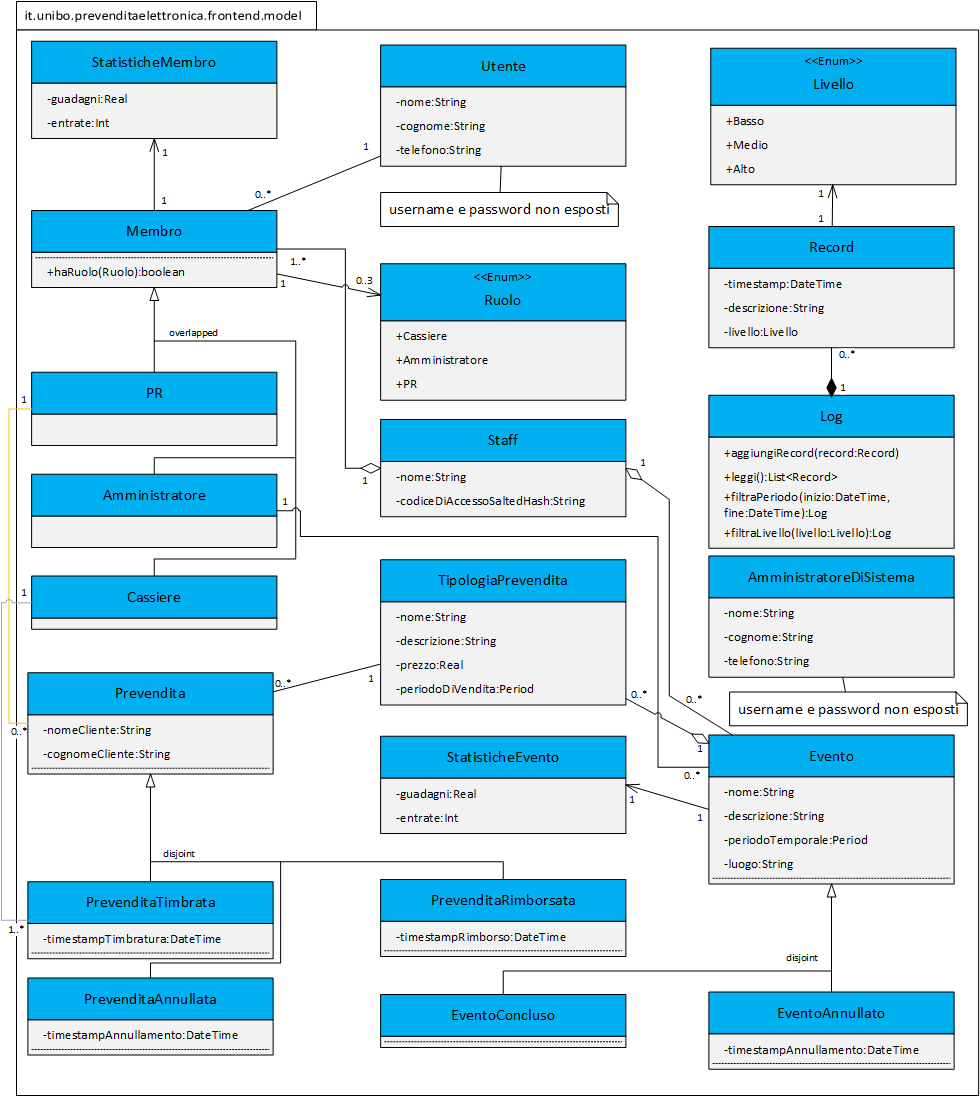 it.unibo.prevenditaelettronica.frontend.model
StatisticheMembro
-guadagni:Real
-entrate:Int
Utente
-nome:String
-cognome:String
-telefono:String
<<Enum>>
Livello
+Basso
+Medio
+Alto
1
1
1
0..*
username e password non esposti
1
1
Membro
+haRuolo(Ruolo):boolean
1..*
1
0..3
<<Enum>>
Ruolo
+Cassiere
+Amministratore
+PR
Record
-timestamp:DateTime
-descrizione:String
-livello:Livello
0..*
1
overlapped
PR
1
Staff
-nome:String
-codiceDiAccessoSaltedHash:String
1
1
Log
+aggiungiRecord(record:Record)
+leggi():List<Record>
+filtraPeriodo(inizio:DateTime,
fine:DateTime):Log
+filtraLivello(livello:Livello):Log
Amministratore
1
Cassiere
1
TipologiaPrevendita
-nome:String
-descrizione:String
-prezzo:Real
-periodoDiVendita:Period
AmministratoreDiSistema
-nome:String
-cognome:String
-telefono:String
username e password non esposti
0..*
1
0..*
0..*
1
0..*
Prevendita
-nomeCliente:String
-cognomeCliente:String
0..*
StatisticheEvento
-guadagni:Real
-entrate:Int
1
1
Evento
-nome:String
-descrizione:String
-periodoTemporale:Period
-luogo:String
disjoint
PrevenditaTimbrata
-timestampTimbratura:DateTime
1..*
PrevenditaRimborsata
-timestampRimborso:DateTime
disjoint
PrevenditaAnnullata
-timestampAnnullamento:DateTime
EventoConcluso
EventoAnnullato
-timestampAnnullamento:DateTime